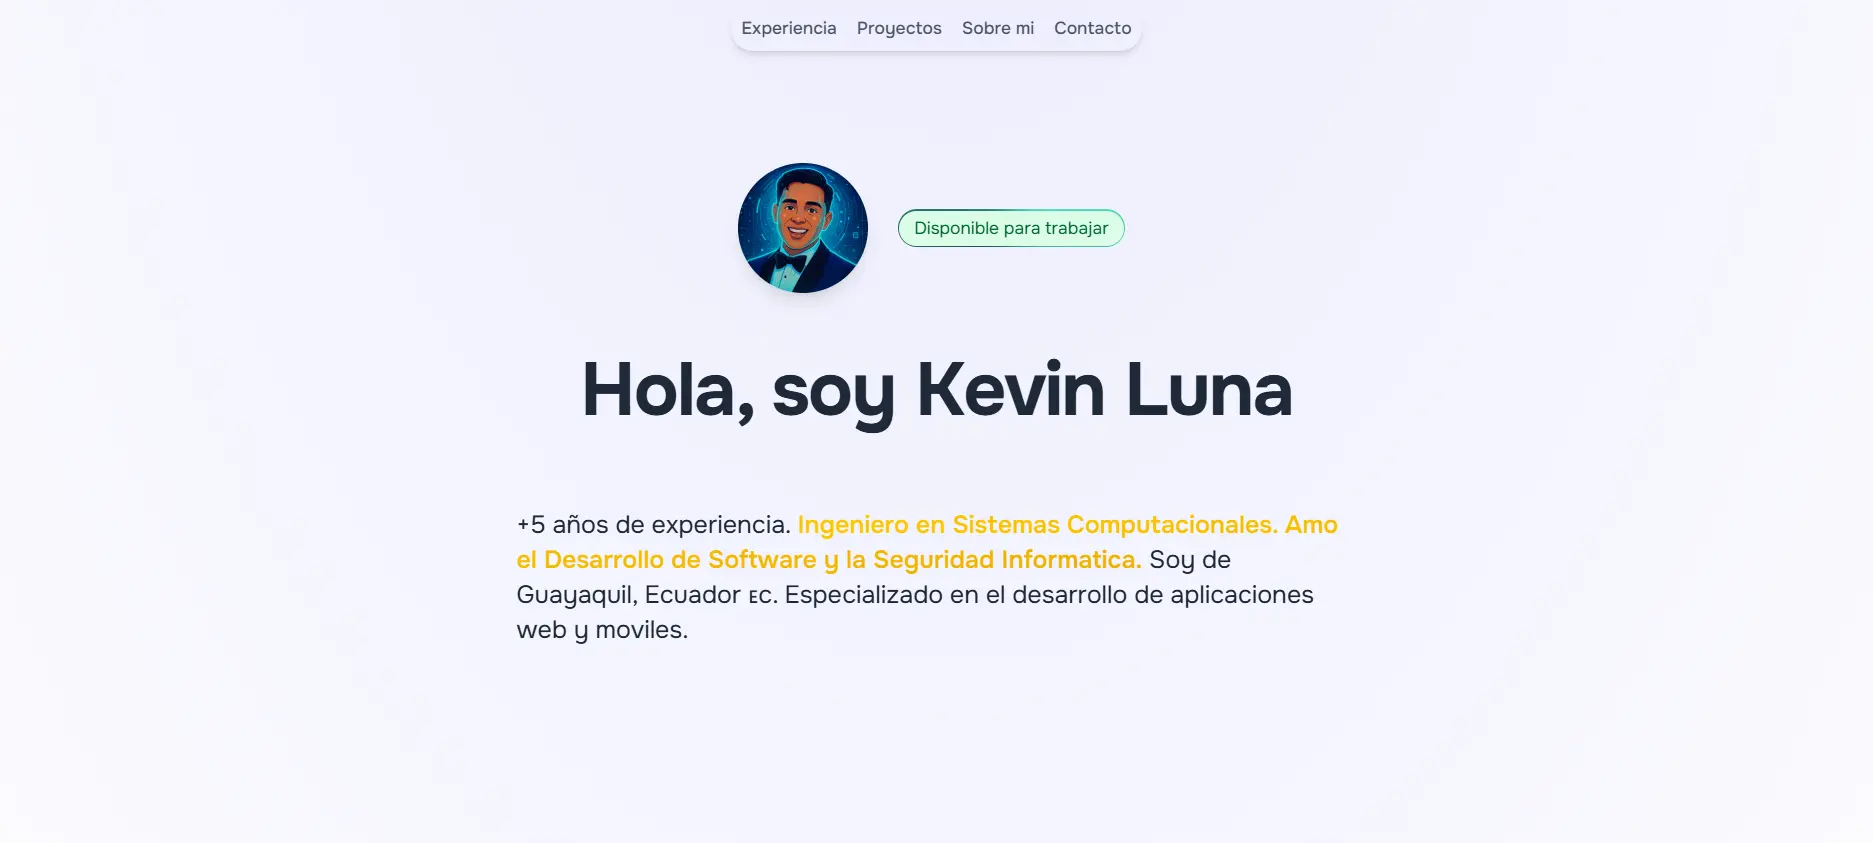 Experiencia Proyectos Sobre mi Contacto
Disponible para trabajar
Hola, soy Kevin Luna
+5 años de experiencia. Ingeniero en Sistemas Computacionales. Amo
el Desarrollo de Software y la Seguridad Informatica. Soy de
Guayaquil, Ecuador 🇪🇨. Especializado en el desarrollo de aplicaciones
web y moviles.